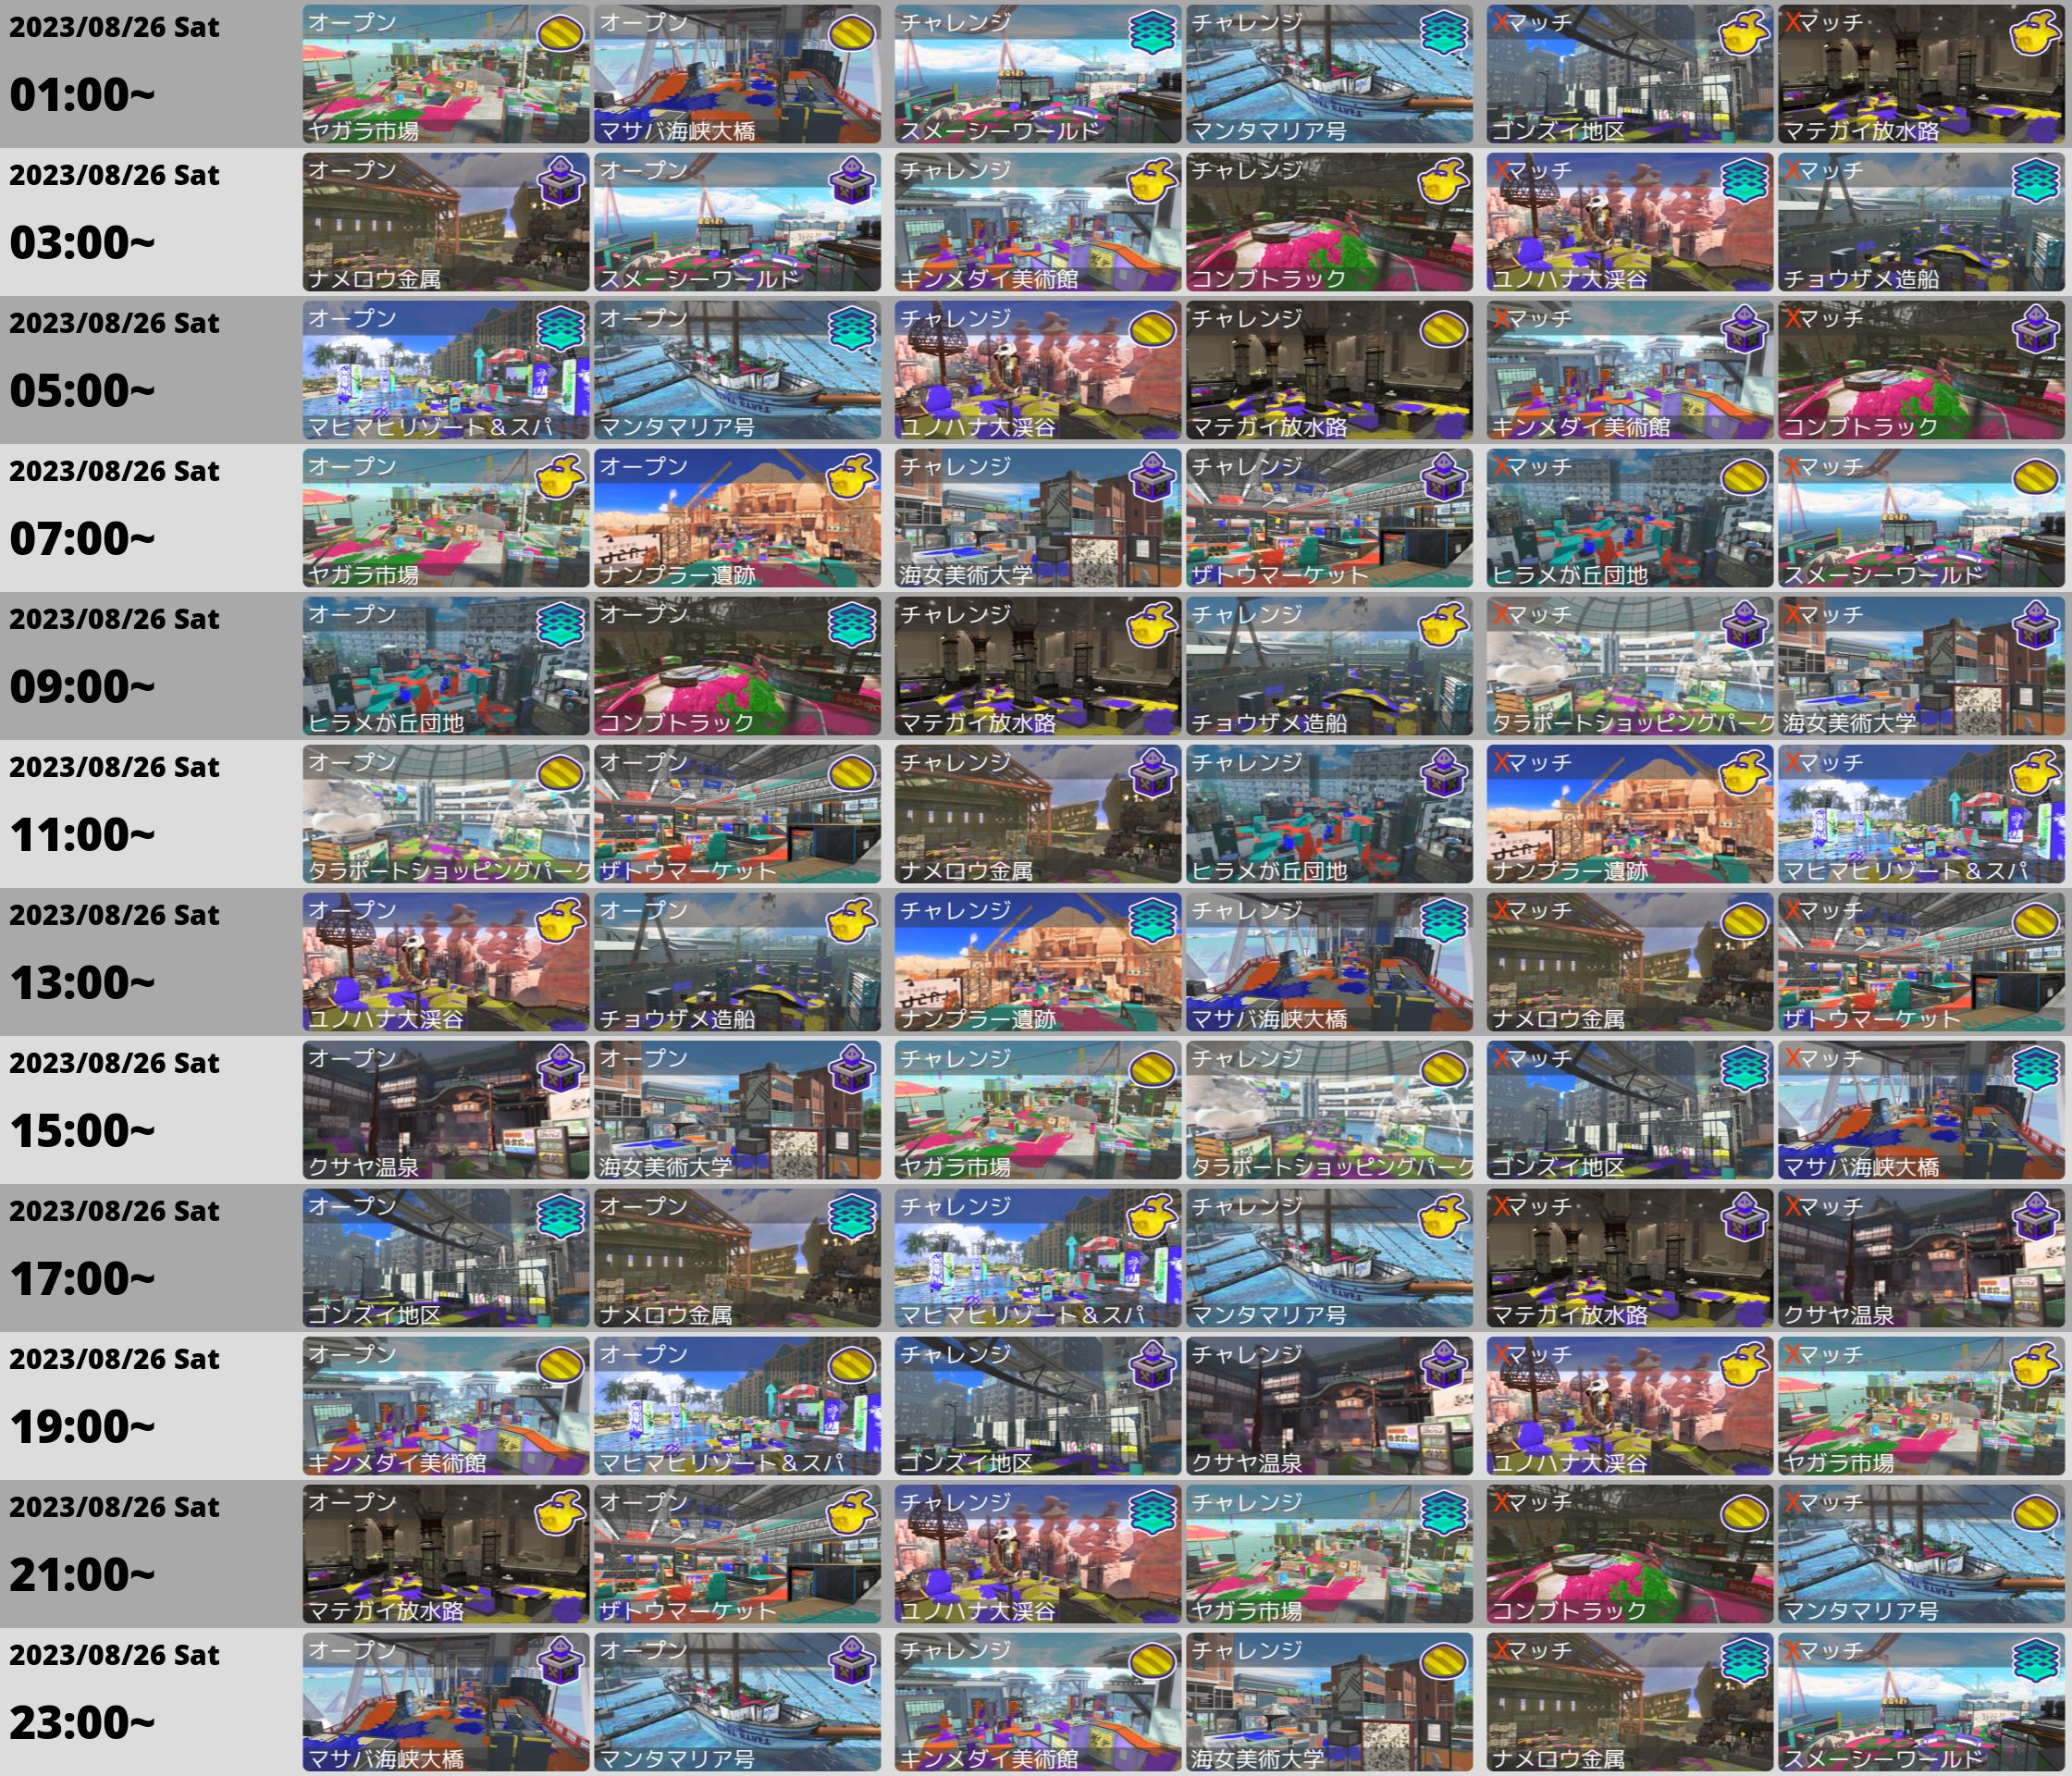 2023/08/26 Sat
01:00~
オープン
ヤガラ市場
オープン
マサバ海峡大橋
チャレンジ
スメーシーワールド
チャレンジ
マンタマリア号
Xマッチ
ゴンズイ地区
Xマッチ
マテガイ放水路
2023/08/26 Sat
03:00~
オープン
ナメロウ金属
オープン
スメーシーワールド
チャレンジ
キンメダイ美術館
チャレンジ
コンブトラック
Xマッチ
ユノハナ大渓谷
Xマッチ
チョウザメ造船
2023/08/26 Sat
05:00~
オープン
マヒマヒリゾート＆スパ
オープン
マンタマリア号
チャレンジ
ユノハナ大渓谷
チャレンジ
マテガイ放水路
Xマッチ
キンメダイ美術館
Xマッチ
コンブトラック
2023/08/26 Sat
07:00~
オープン
ヤガラ市場
オープン
ナンプラー遺跡
チャレンジ
海女美術大学
チャレンジ
ザトウマーケット
Xマッチ
ヒラメが丘団地
Xマッチ
スメーシーワールド
2023/08/26 Sat
09:00~
オープン
ヒラメが丘団地
オープン
コンブトラック
チャレンジ
マテガイ放水路
チャレンジ
チョウザメ造船
Xマッチ
タラポートショッピングパーク
Xマッチ
海女美術大学
2023/08/26 Sat
11:00~
オープン
タラポートショッピングパーク
オープン
ザトウマーケット
チャレンジ
ナメロウ金属
チャレンジ
ヒラメが丘団地
Xマッチ
ナンプラー遺跡
Xマッチ
マヒマヒリゾート＆スパ
2023/08/26 Sat
13:00~
オープン
ユノハナ大渓谷
オープン
チョウザメ造船
チャレンジ
ナンプラー遺跡
チャレンジ
マサバ海峡大橋
Xマッチ
ナメロウ金属
Xマッチ
ザトウマーケット
2023/08/26 Sat
15:00~
オープン
クサヤ温泉
オープン
海女美術大学
チャレンジ
ヤガラ市場
チャレンジ
タラポートショッピングパーク
Xマッチ
ゴンズイ地区
Xマッチ
マサバ海峡大橋
2023/08/26 Sat
17:00~
オープン
ゴンズイ地区
オープン
ナメロウ金属
チャレンジ
マヒマヒリゾート＆スパ
チャレンジ
マンタマリア号
Xマッチ
マテガイ放水路
Xマッチ
クサヤ温泉
2023/08/26 Sat
19:00~
オープン
キンメダイ美術館
オープン
マヒマヒリゾート＆スパ
チャレンジ
ゴンズイ地区
チャレンジ
クサヤ温泉
Xマッチ
ユノハナ大渓谷
Xマッチ
ヤガラ市場
2023/08/26 Sat
21:00~
オープン
マテガイ放水路
オープン
ザトウマーケット
チャレンジ
ユノハナ大渓谷
チャレンジ
ヤガラ市場
Xマッチ
コンブトラック
Xマッチ
マンタマリア号
2023/08/26 Sat
23:00~
オープン
マサバ海峡大橋
オープン
マンタマリア号
チャレンジ
キンメダイ美術館
チャレンジ
海女美術大学
Xマッチ
ナメロウ金属
Xマッチ
スメーシーワールド